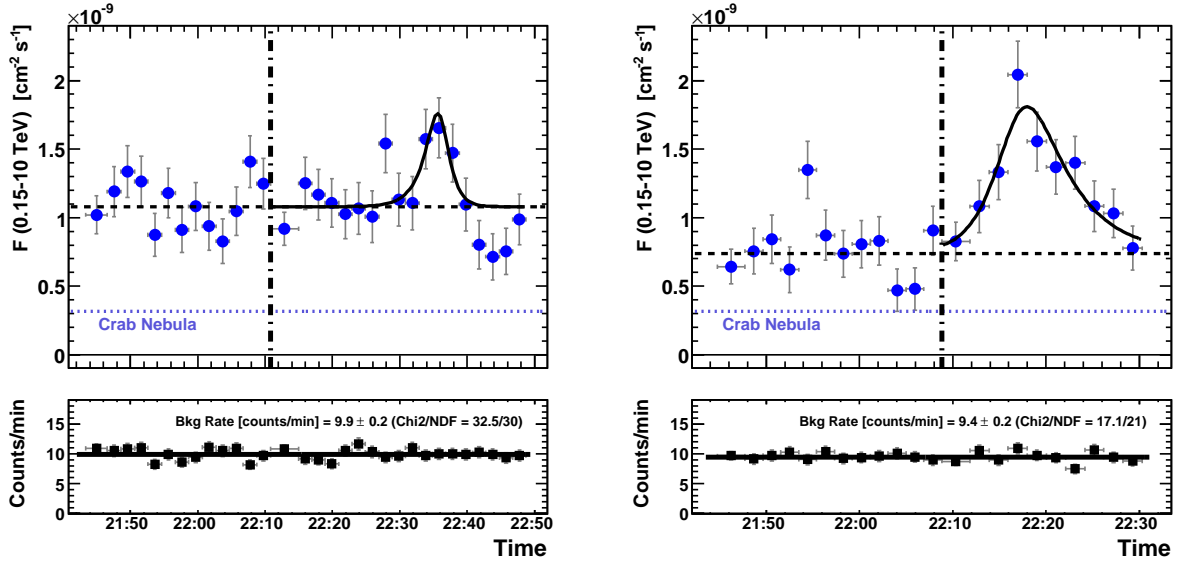 ×10⁻⁹
F (0.15-10 TeV) [cm⁻² s⁻¹]
2
1.5
1
0.5
0
Crab Nebula
Counts/min
15
10
5
0
Bkg Rate [counts/min] = 9.9 ± 0.2 (Chi2/NDF = 32.5/30)
21:50 22:00 22:10 22:20 22:30 22:40 22:50
Time
×10⁻⁹
F (0.15-10 TeV) [cm⁻² s⁻¹]
2
1.5
1
0.5
0
Crab Nebula
Counts/min
15
10
5
0
Bkg Rate [counts/min] = 9.4 ± 0.2 (Chi2/NDF = 17.1/21)
21:50 22:00 22:10 22:20 22:30
Time